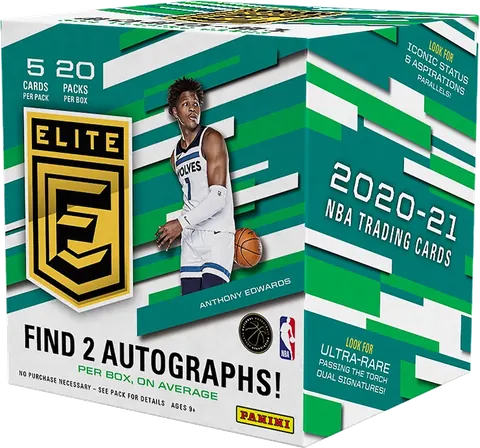 5 20
CARDS PACKS
PER PACK PER BOX
ELITE
E
WOLVES
1
ANTHONY EDWARDS
FIND 2 AUTOGRAPHS!
PER BOX, ON AVERAGE
NO PURCHASE NECESSARY – SEE PACK FOR DETAILS AGES 9+
NBA
PANINI
LOOK FOR
ICONIC STATUS
& ASPIRATIONS
PARALLELS!
2020-21
NBA TRADING CARDS
LOOK FOR
ULTRA-RARE
PASSING THE TORCH
DUAL SIGNATURES!